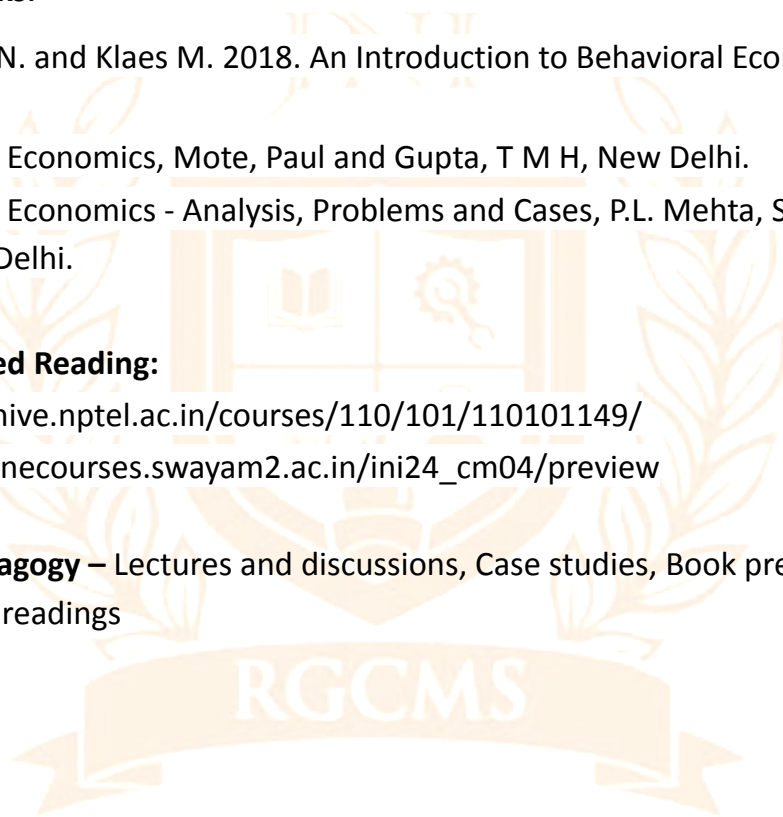 N. and Klaes M. 2018. An Introduction to Behavioral Eco
Economics, Mote, Paul and Gupta, T M H, New Delhi.
Economics - Analysis, Problems and Cases, P.L. Mehta, S
Delhi.
ed Reading:
hive.nptel.ac.in/courses/110/101/110101149/
necourses.swayam2.ac.in/ini24_cm04/preview
agogy – Lectures and discussions, Case studies, Book pre
readings
RGCMS